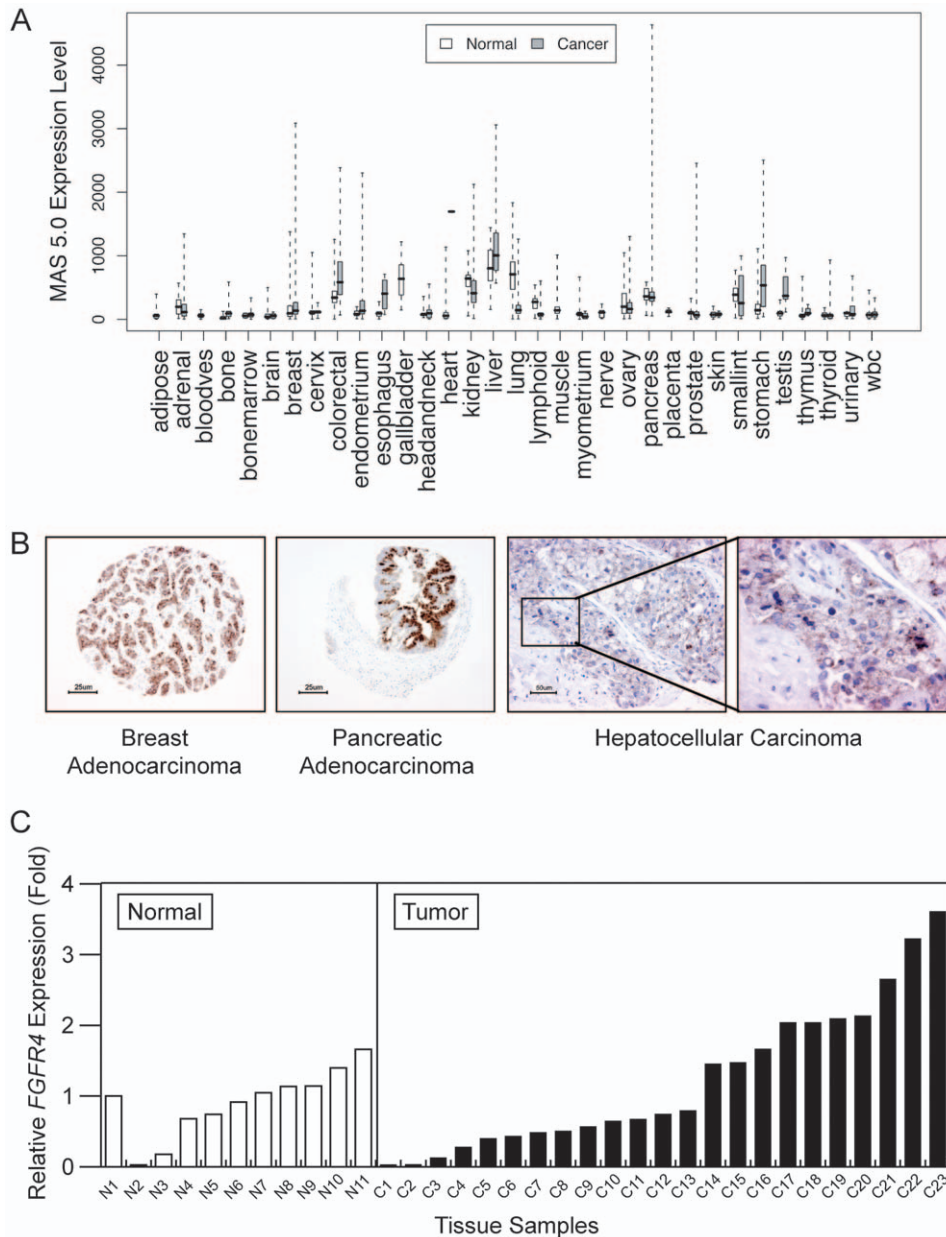 A
MAS 5.0 Expression Level
0 1000 2000 3000 4000
Normal Cancer
adipose
adrenal
bloodves
bone
bonemarrow
brain
breast
cervix
colorectal
endometrium
esophagus
gallbladder
headandneck
heart
kidney
liver
lung
lymphoid
muscle
myometrium
nerve
ovary
pancreas
placenta
prostate
skin
smallint
stomach
testis
thymus
thyroid
urinary
wbc
B
25um
25um
50um
Breast
Adenocarcinoma
Pancreatic
Adenocarcinoma
Hepatocellular Carcinoma
C
Relative FGFR4 Expression (Fold)
4
3
2
1
0
Normal
Tumor
N1 N2 N3 N4 N5 N6 N7 N8 N9 N10 N11 C1 C2 C3 C4 C5 C6 C7 C8 C9 C10 C11 C12 C13 C14 C15 C16 C17 C18 C19 C20 C21 C22 C23
Tissue Samples